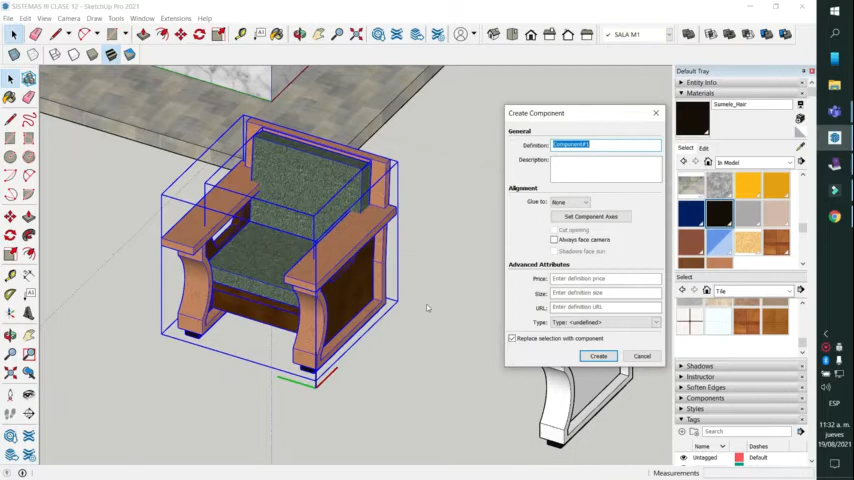 SISTEMAS III CLASE 12 - SketchUp Pro 2021
File Edit View Camera Draw Tools Window Extensions Help
SALA M1
Default Tray
Entity Info
Materials
Sumele_Hair
Select Edit
In Model
Select
Tile
Shadows
Instructor
Soften Edges
Components
Styles
Tags
Search
Name Dashes
Untagged Default
Measurements
Create Component
General
Definition: Component#1
Description:
Alignment
Glue to: None
Set Component Axes
Cut opening
Always face camera
Shadows face sun
Advanced Attributes
Price: Enter definition price
Size: Enter definition size
URL: Enter definition URL
Type: Type: <undefined>
Replace selection with component
Create Cancel
ESP
11:32 a. m.
jueves
19/08/2021